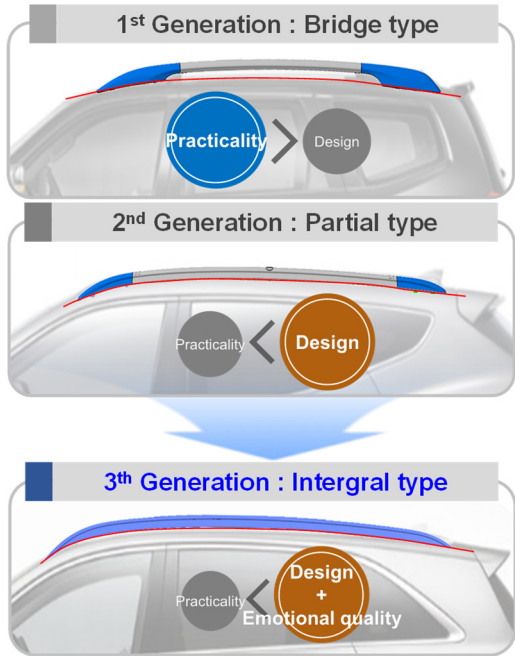 1st Generation : Bridge type
Practicality > Design
2nd Generation : Partial type
Practicality < Design
3th Generation : Intergral type
Practicality < Design
+
Emotional quality